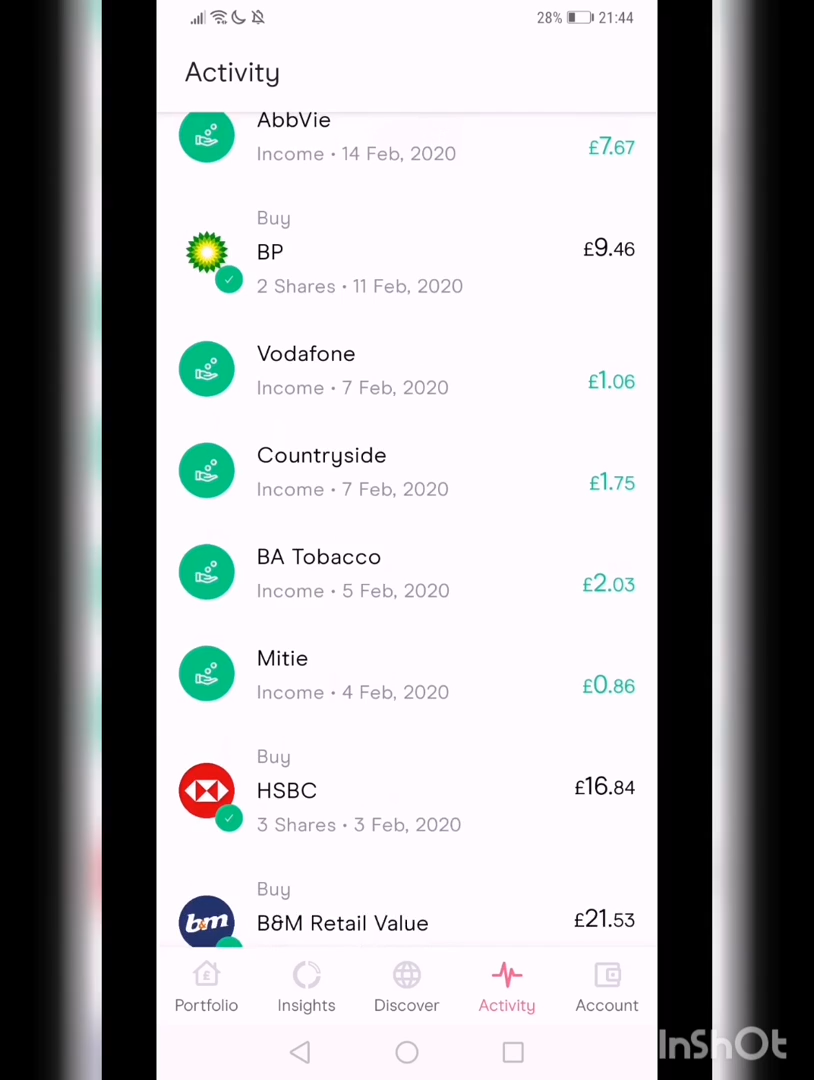 28% 21:44
Activity
AbbVie
Income • 14 Feb, 2020 £7.67
Buy
BP £9.46
2 Shares • 11 Feb, 2020
Vodafone
Income • 7 Feb, 2020 £1.06
Countryside
Income • 7 Feb, 2020 £1.75
BA Tobacco
Income • 5 Feb, 2020 £2.03
Mitie
Income • 4 Feb, 2020 £0.86
Buy
HSBC £16.84
3 Shares • 3 Feb, 2020
Buy
bm B&M Retail Value £21.53
£
Portfolio Insights Discover Activity Account
InShOt